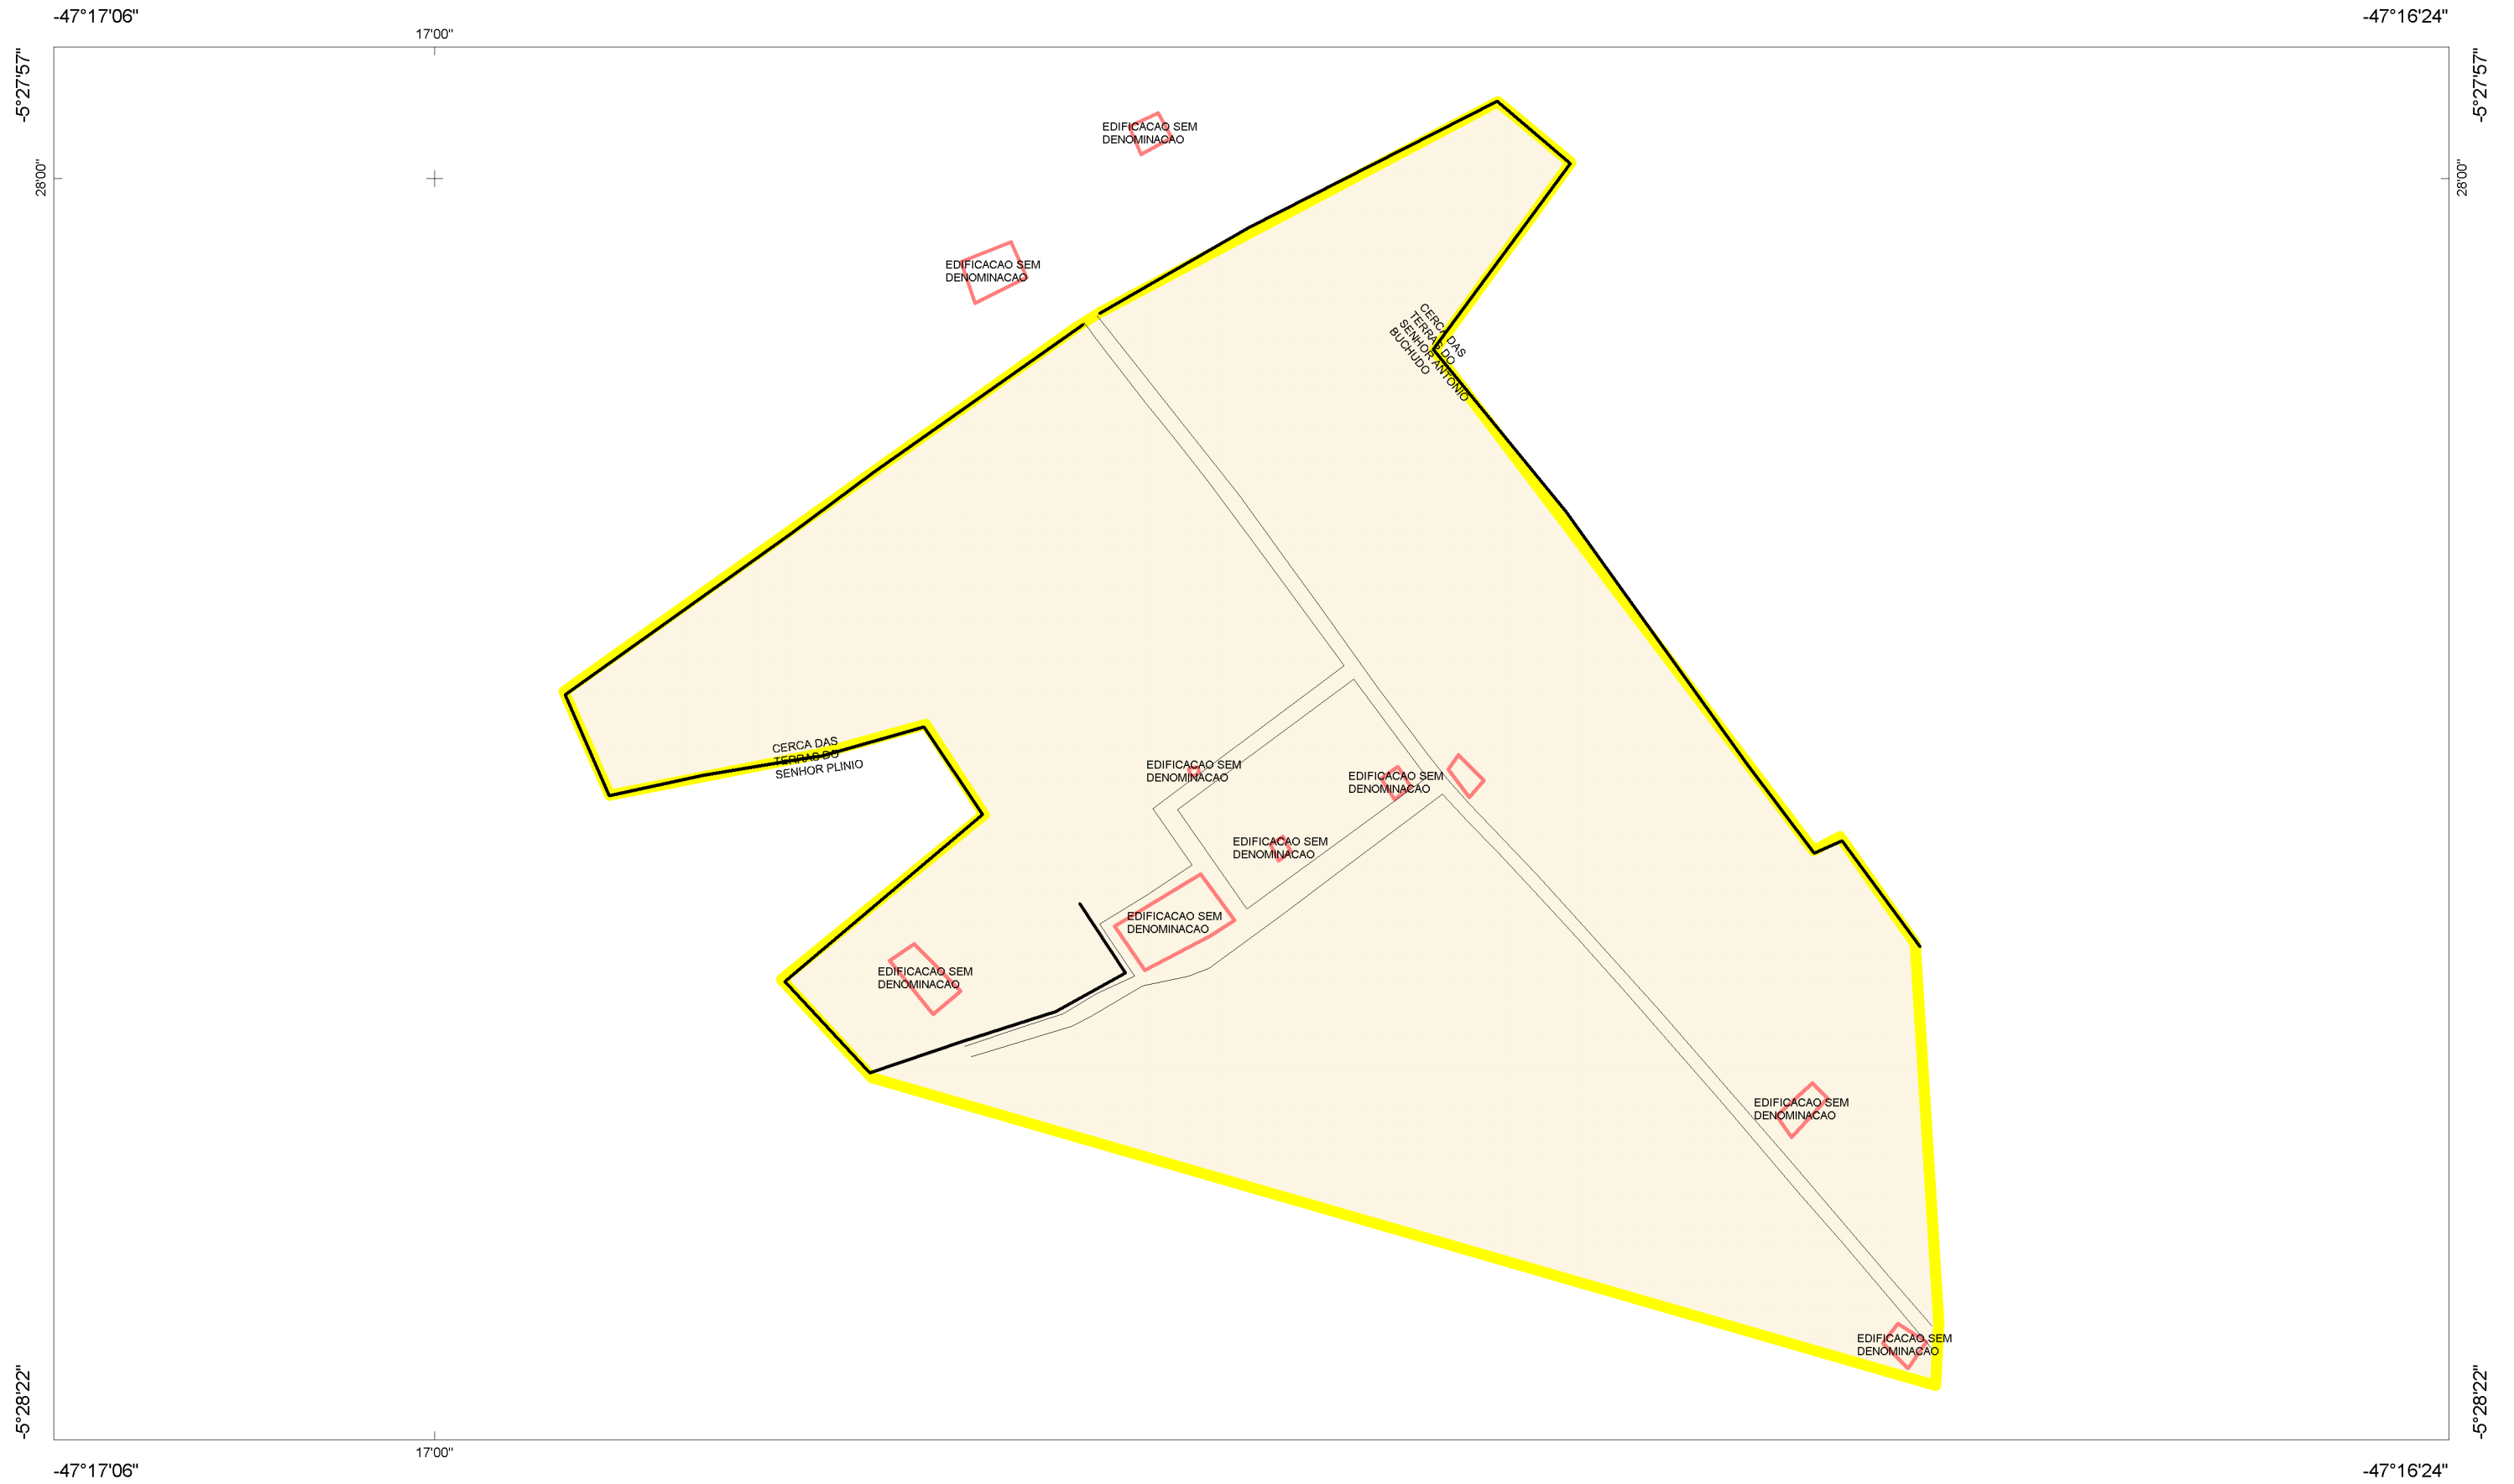 -47°17'06"
-47°16'24"
17'00"
-5°27'57"
-5°27'57"
28'00"
28'00"
EDIFICACAO SEM
DENOMINACAO
EDIFICACAO SEM
DENOMINACAO
CERCA DAS
TERRAS DO
SENHOR ANTONIO
BUCHUDO
CERCA DAS
TERRAS DO
SENHOR PLINIO
EDIFICACAO SEM
DENOMINACAO
EDIFICACAO SEM
DENOMINACAO
EDIFICACAO SEM
DENOMINACAO
EDIFICACAO SEM
DENOMINACAO
EDIFICACAO SEM
DENOMINACAO
EDIFICACAO SEM
DENOMINACAO
EDIFICACAO SEM
DENOMINACAO
-5°28'22"
-5°28'22"
17'00"
-47°17'06"
-47°16'24"